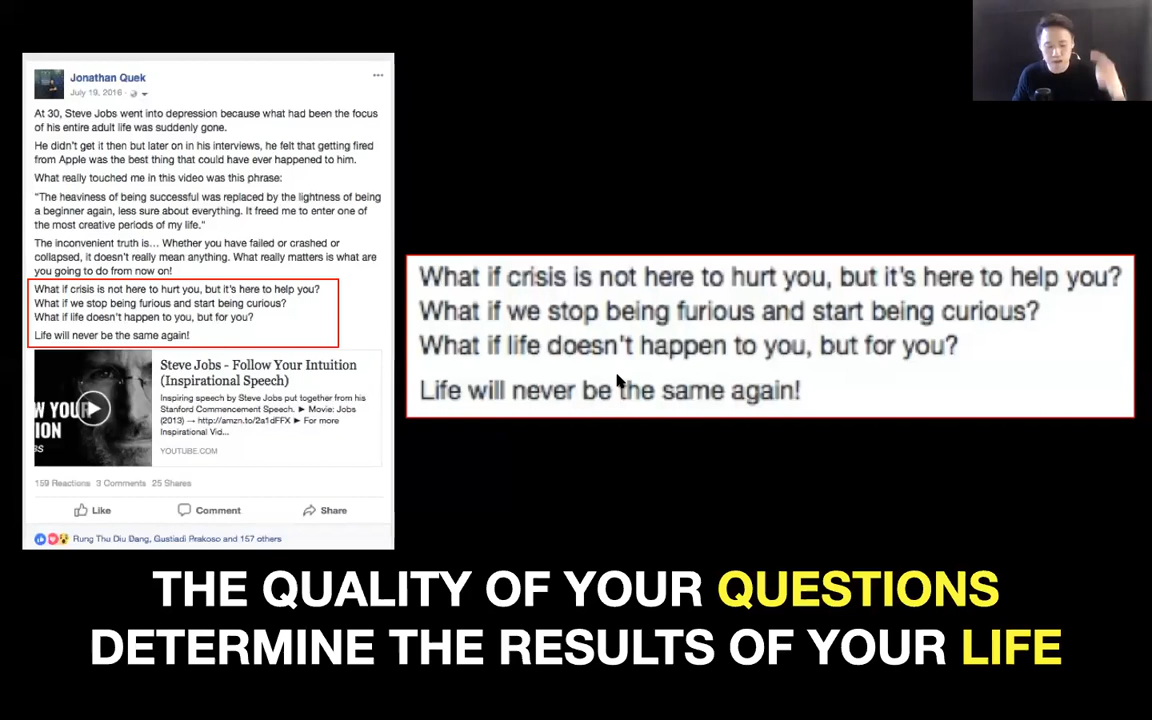 Jonathan Quek
July 19, 2016
At 30, Steve Jobs went into depression because what had been the focus
of his entire adult life was suddenly gone.
He didn't get it then but later on in his interviews, he felt that getting fired
from Apple was the best thing that could have ever happened to him.
What really touched me in this video was this phrase:
"The heaviness of being successful was replaced by the lightness of being
a beginner again, less sure about everything. It freed me to enter one of
the most creative periods of my life."
The inconvenient truth is... Whether you have failed or crashed or
collapsed, it doesn't really mean anything. What really matters is what are
you going to do from now on!
What if crisis is not here to hurt you, but it's here to help you?
What if we stop being furious and start being curious?
What if life doesn't happen to you, but for you?
Life will never be the same again!
W YOUR
ION
SS
Steve Jobs - Follow Your Intuition
(Inspirational Speech)
Inspiring speech by Steve Jobs put together from his
Stanford Commencement Speech. ► Movie: Jobs
(2013) → http://amzn.to/2a1dFFX ► For more
Inspirational Vid...
YOUTUBE.COM
159 Reactions 3 Comments 25 Shares
Like Comment Share
Rung Thu Diu Dang, Gustiadi Prakoso and 157 others
What if crisis is not here to hurt you, but it's here to help you?
What if we stop being furious and start being curious?
What if life doesn't happen to you, but for you?
Life will never be the same again!
THE QUALITY OF YOUR QUESTIONS
DETERMINE THE RESULTS OF YOUR LIFE